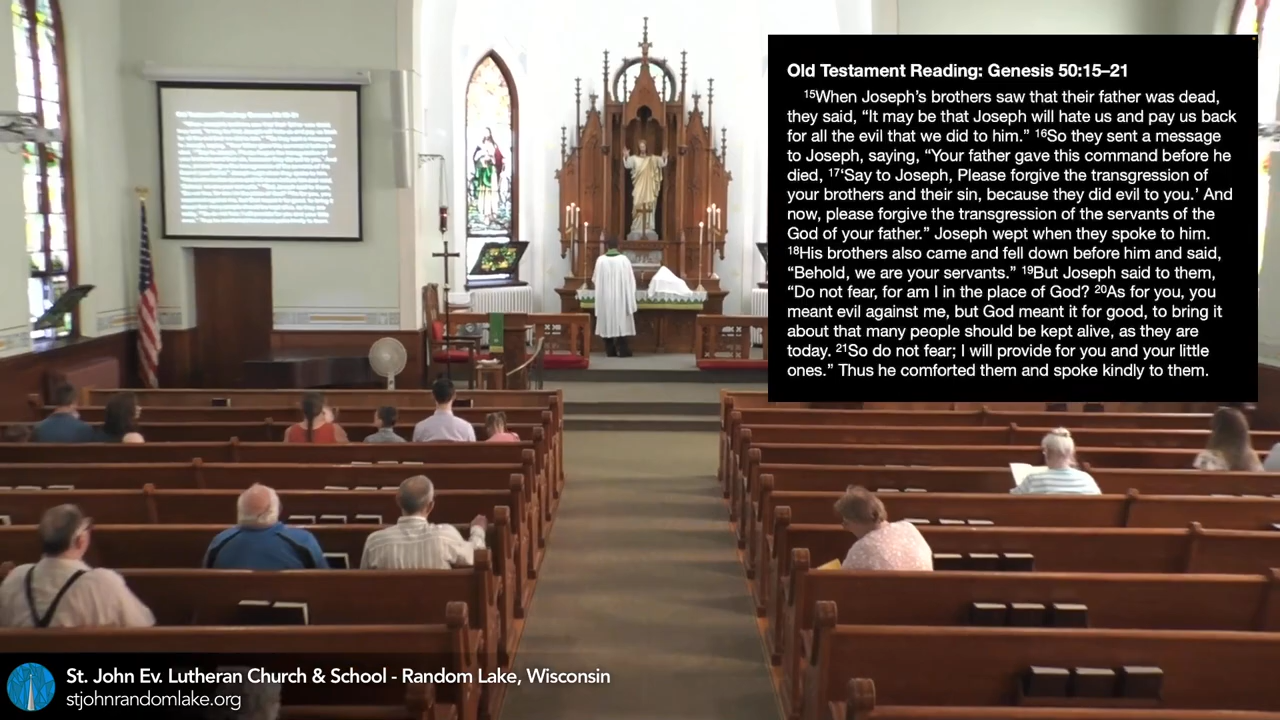 Old Testament Reading: Genesis 50:15–21
15When Joseph’s brothers saw that their father was dead,
they said, “It may be that Joseph will hate us and pay us back
for all the evil that we did to him.” 16So they sent a message
to Joseph, saying, “Your father gave this command before he
died, 17‘Say to Joseph, Please forgive the transgression of
your brothers and their sin, because they did evil to you.’ And
now, please forgive the transgression of the servants of the
God of your father.” Joseph wept when they spoke to him.
18His brothers also came and fell down before him and said,
“Behold, we are your servants.” 19But Joseph said to them,
“Do not fear, for am I in the place of God? 20As for you, you
meant evil against me, but God meant it for good, to bring it
about that many people should be kept alive, as they are
today. 21So do not fear; I will provide for you and your little
ones.” Thus he comforted them and spoke kindly to them.
St. John Ev. Lutheran Church & School - Random Lake, Wisconsin
stjohnrandomlake.org